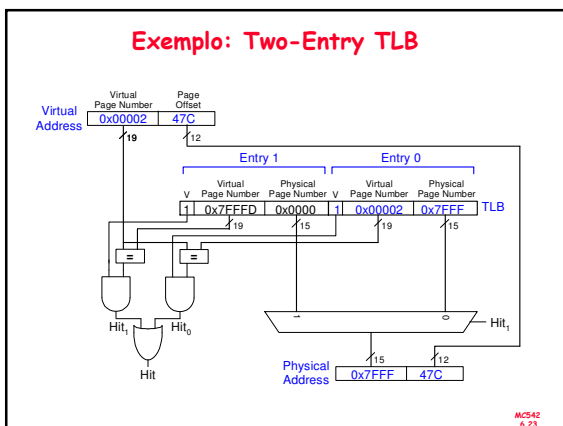 Exemplo: Two-Entry TLB
Virtual Page Number
Page Offset
Virtual Address
0x00002 47C
19 12
Entry 1 Entry 0
V Virtual Page Number Physical Page Number V Virtual Page Number Physical Page Number
1 0x7FFFD 0x0000 1 0x00002 0x7FFF TLB
19 15 19 15
= =
1 0
Hit1 Hit0 Hit1
Hit
15 12
Physical Address
0x7FFF 47C
MC542
6.23